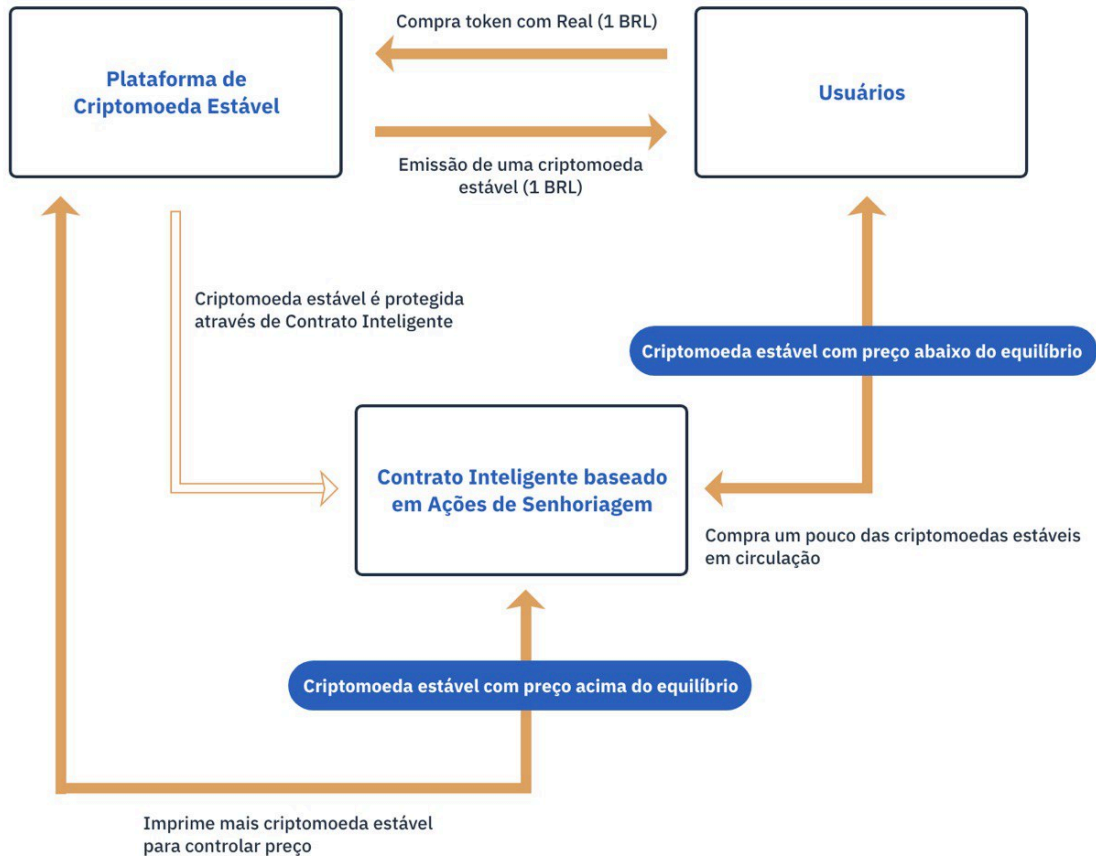 Compra token com Real (1 BRL)
Plataforma de
Criptomoeda Estável
Usuários
Emissão de uma criptomoeda
estável (1 BRL)
Criptomoeda estável é protegida
através de Contrato Inteligente
Criptomoeda estável com preço abaixo do equilíbrio
Contrato Inteligente baseado
em Ações de Senhoriagem
Compra um pouco das criptomoedas estáveis
em circulação
Criptomoeda estável com preço acima do equilíbrio
Imprime mais criptomoeda estável
para controlar preço